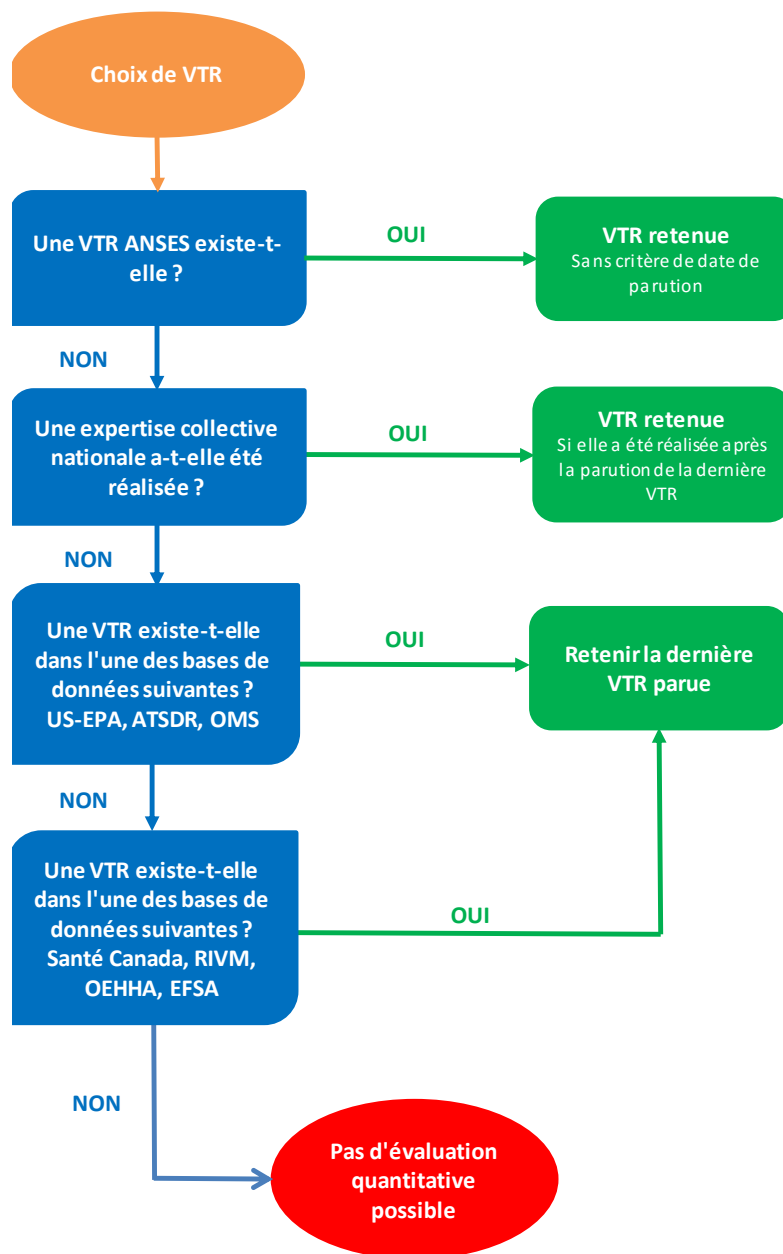 Choix de VTR
Une VTR ANSES existe-t-
elle ?
OUI
VTR retenue
Sans critère de date de
parution
NON
Une expertise collective
nationale a-t-elle été
réalisée ?
OUI
VTR retenue
Si elle a été réalisée après
la parution de la dernière
VTR
NON
Une VTR existe-t-elle
dans l'une des bases de
données suivantes ?
US-EPA, ATSDR, OMS
OUI
Retenir la dernière
VTR parue
NON
Une VTR existe-t-elle
dans l'une des bases de
données suivantes ?
Santé Canada, RIVM,
OEHHA, EFSA
OUI
NON
Pas d'évaluation
quantitative
possible